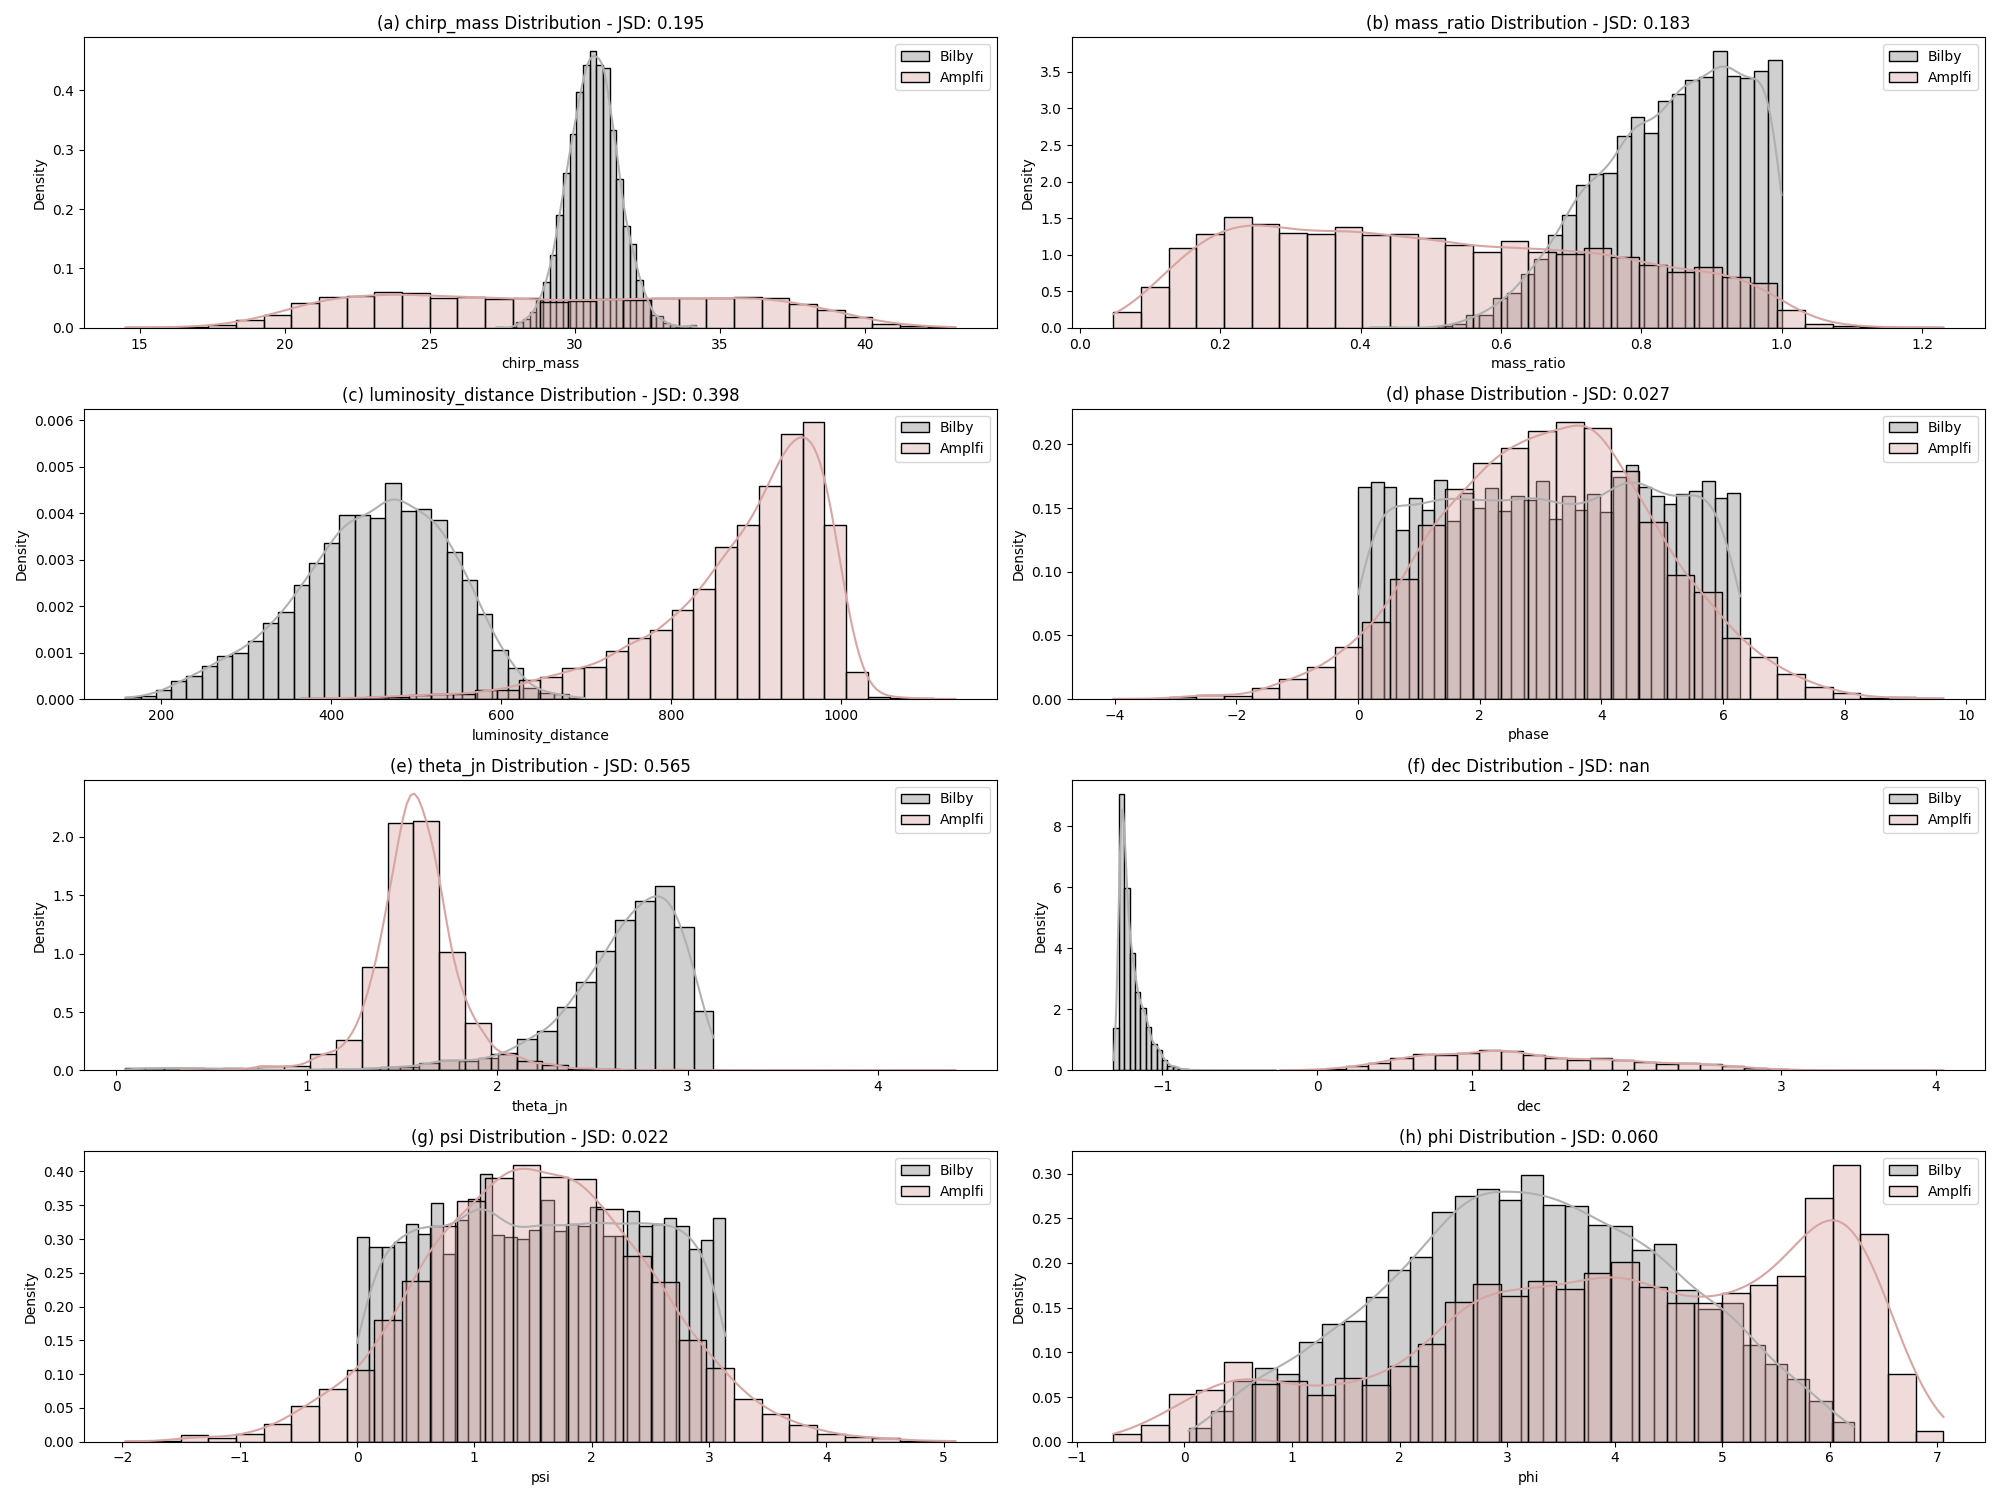 (a) chirp_mass Distribution - JSD: 0.195
Density
0.4
0.3
0.2
0.1
0.0
Bilby
Amplfi
15 20 25 30 35 40
chirp_mass
(b) mass_ratio Distribution - JSD: 0.183
Density
3.5
3.0
2.5
2.0
1.5
1.0
0.5
0.0
Bilby
Amplfi
0.0 0.2 0.4 0.6 0.8 1.0 1.2
mass_ratio
(c) luminosity_distance Distribution - JSD: 0.398
Density
0.006
0.005
0.004
0.003
0.002
0.001
0.000
Bilby
Amplfi
200 400 600 800 1000
luminosity_distance
(d) phase Distribution - JSD: 0.027
Density
0.20
0.15
0.10
0.05
0.00
Bilby
Amplfi
−4 −2 0 2 4 6 8 10
phase
(e) theta_jn Distribution - JSD: 0.565
Density
2.0
1.5
1.0
0.5
0.0
Bilby
Amplfi
0 1 2 3 4
theta_jn
(f) dec Distribution - JSD: nan
Density
8
6
4
2
0
Bilby
Amplfi
−1 0 1 2 3 4
dec
(g) psi Distribution - JSD: 0.022
Density
0.40
0.35
0.30
0.25
0.20
0.15
0.10
0.05
0.00
Bilby
Amplfi
−2 −1 0 1 2 3 4 5
psi
(h) phi Distribution - JSD: 0.060
Density
0.30
0.25
0.20
0.15
0.10
0.05
0.00
Bilby
Amplfi
−1 0 1 2 3 4 5 6 7
phi